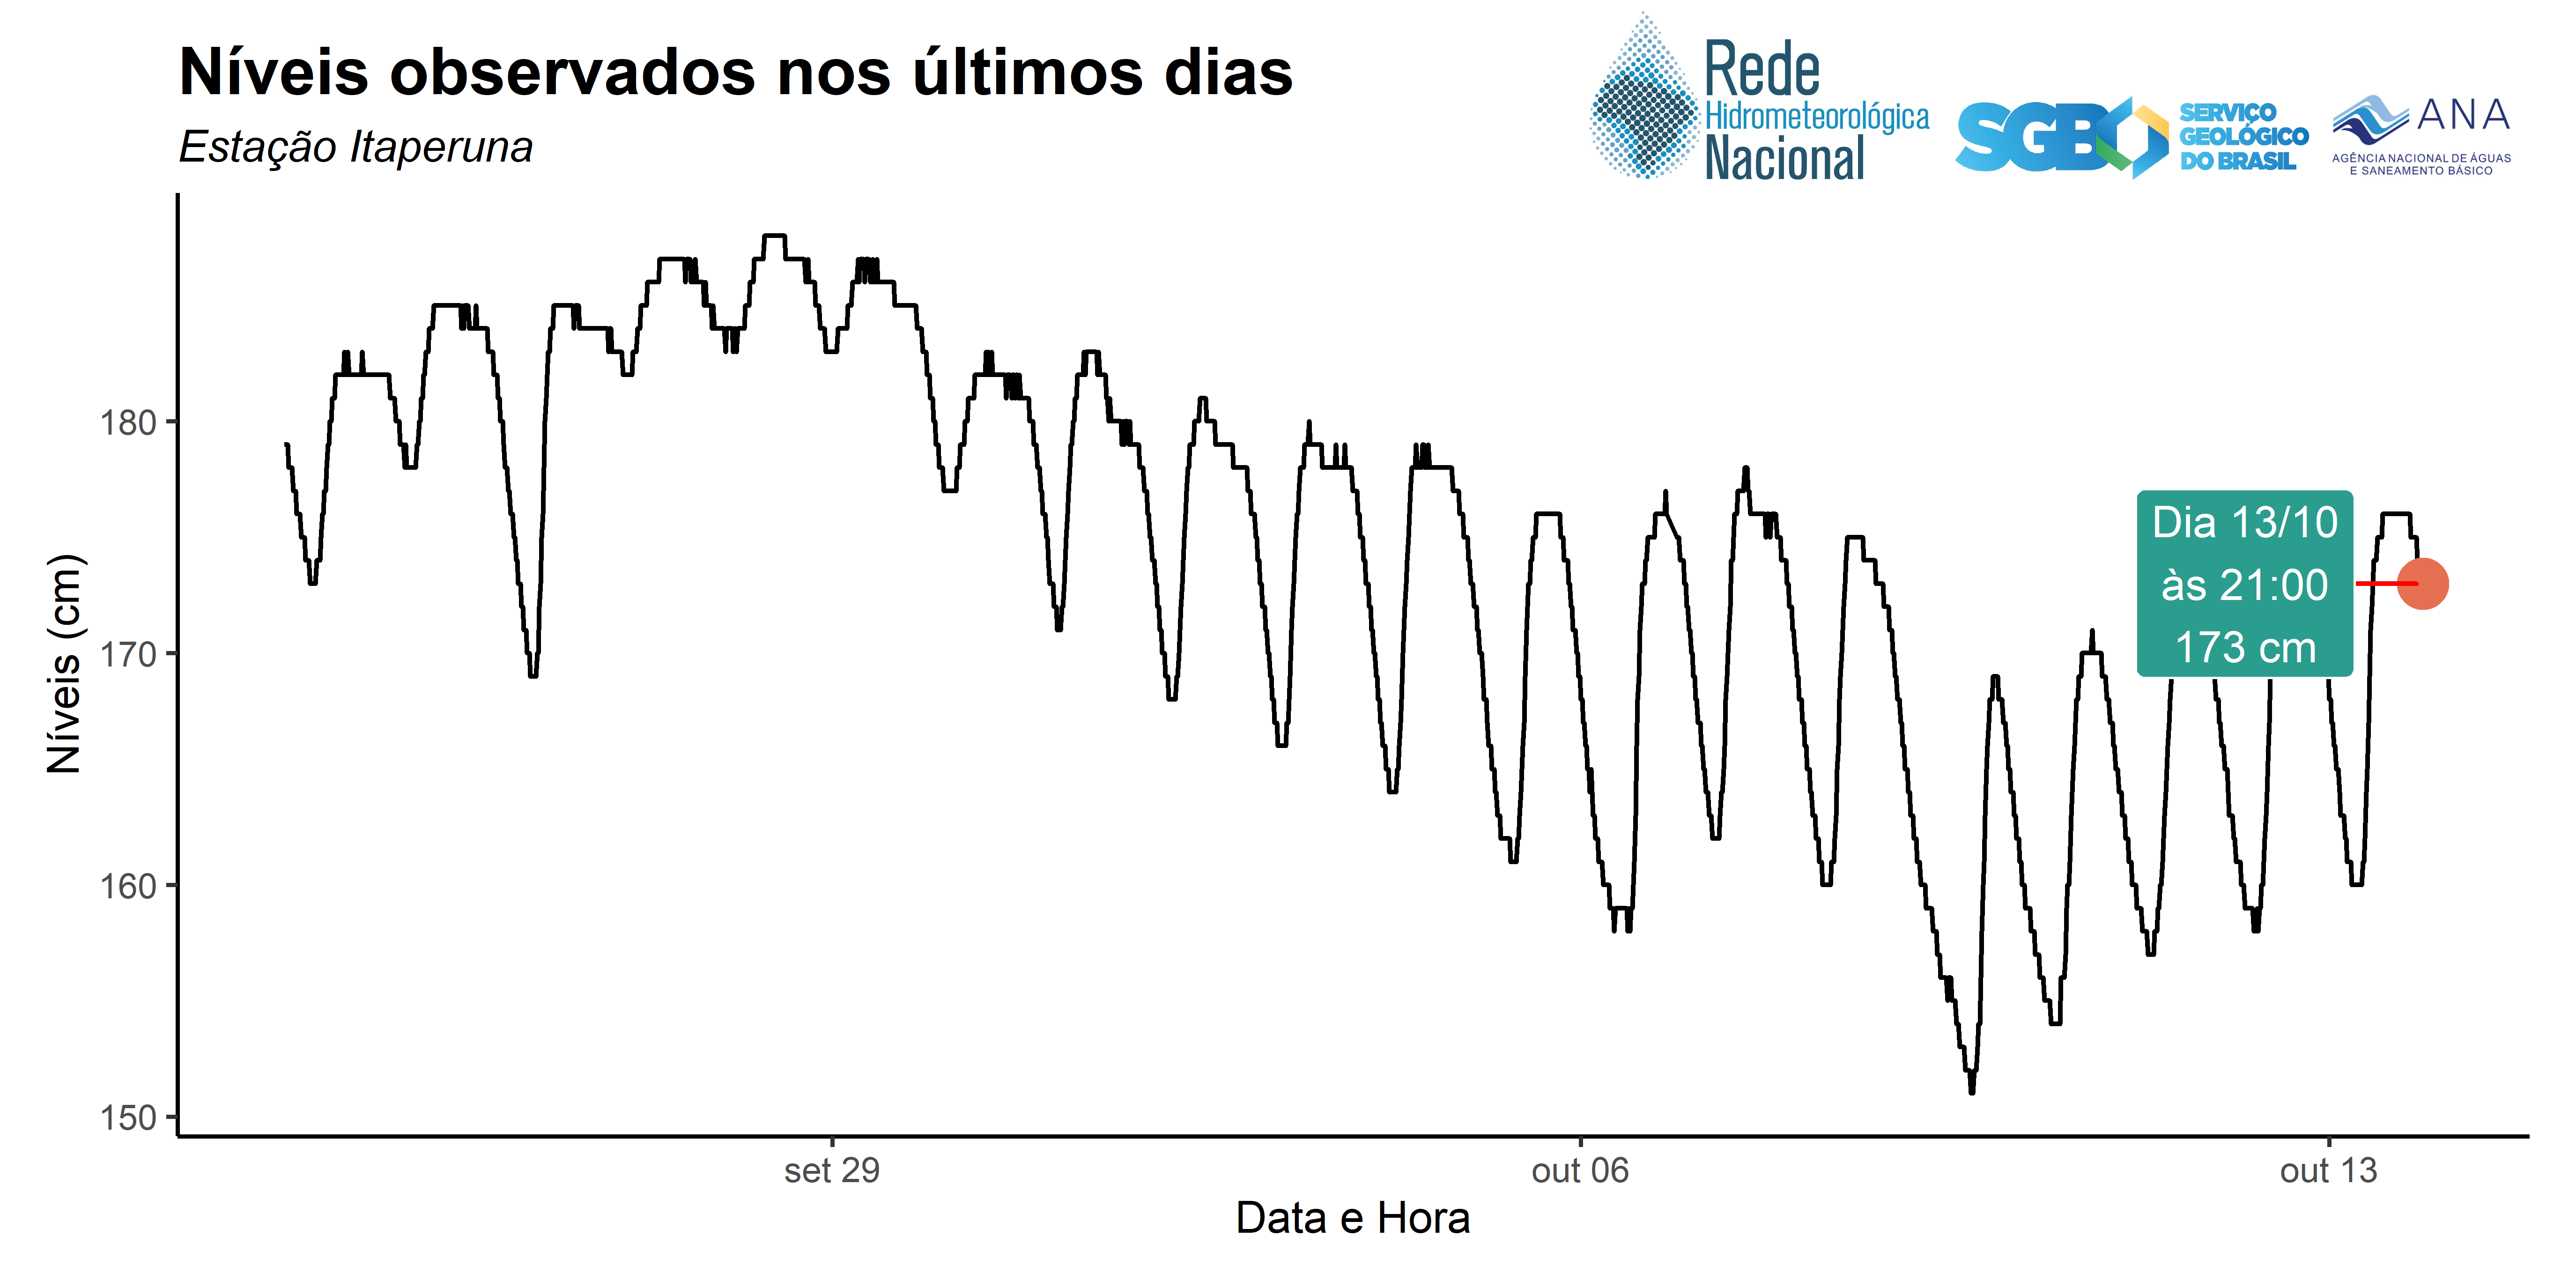 Níveis observados nos últimos dias
Estação Itaperuna
Rede
Hidrometeorológica
Nacional
SGB
SERVIÇO
GEOLÓGICO
DO BRASIL
ANA
AGÊNCIA NACIONAL DE ÁGUAS
E SANEAMENTO BÁSICO
Níveis (cm)
180
170
160
150
Dia 13/10
às 21:00
173 cm
set 29
out 06
out 13
Data e Hora